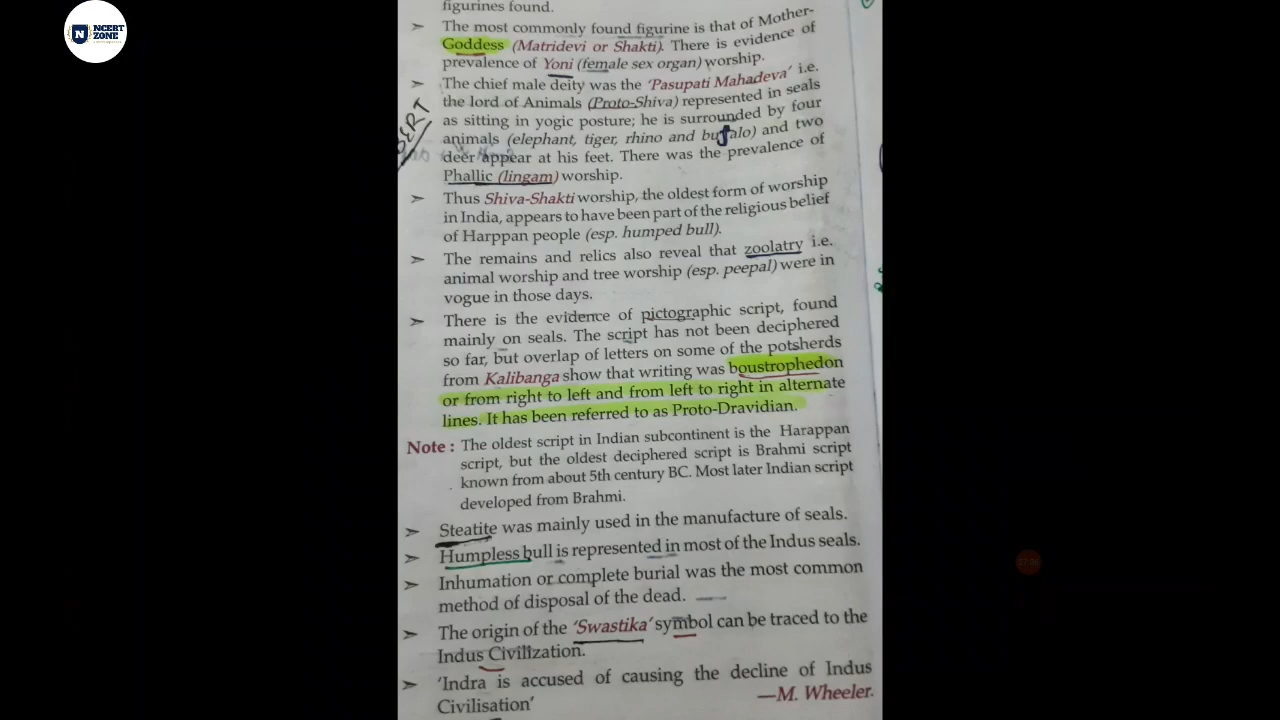 NCERT
ZONE
figurines found.
➢ The most commonly found figurine is that of Mother-
Goddess (Matridevi or Shakti). There is evidence of
prevalence of Yoni (female sex organ) worship.
➢ The chief male deity was the 'Pasupati Mahadeva' i.e.
the lord of Animals (Proto-Shiva) represented in seals
as sitting in yogic posture; he is surrounded by four
animals (elephant, tiger, rhino and buffalo) and two
deer appear at his feet. There was the prevalence of
Phallic (lingam) worship.
➢ Thus Shiva-Shakti worship, the oldest form of worship
in India, appears to have been part of the religious belief
of Harppan people (esp. humped bull).
➢ The remains and relics also reveal that zoolatry i.e.
animal worship and tree worship (esp. peepal) were in
vogue in those days.
➢ There is the evidence of pictographic script, found
mainly on seals. The script has not been deciphered
so far, but overlap of letters on some of the potsherds
from Kalibanga show that writing was boustrophedon
or from right to left and from left to right in alternate
lines. It has been referred to as Proto-Dravidian.
Note : The oldest script in Indian subcontinent is the Harappan
script, but the oldest deciphered script is Brahmi script
known from about 5th century BC. Most later Indian script
developed from Brahmi.
➢ Steatite was mainly used in the manufacture of seals.
➢ Humpless bull is represented in most of the Indus seals.
➢ Inhumation or complete burial was the most common
method of disposal of the dead.
➢ The origin of the 'Swastika' symbol can be traced to the
Indus Civilization.
➢ 'Indra is accused of causing the decline of Indus
Civilisation' —M. Wheeler.